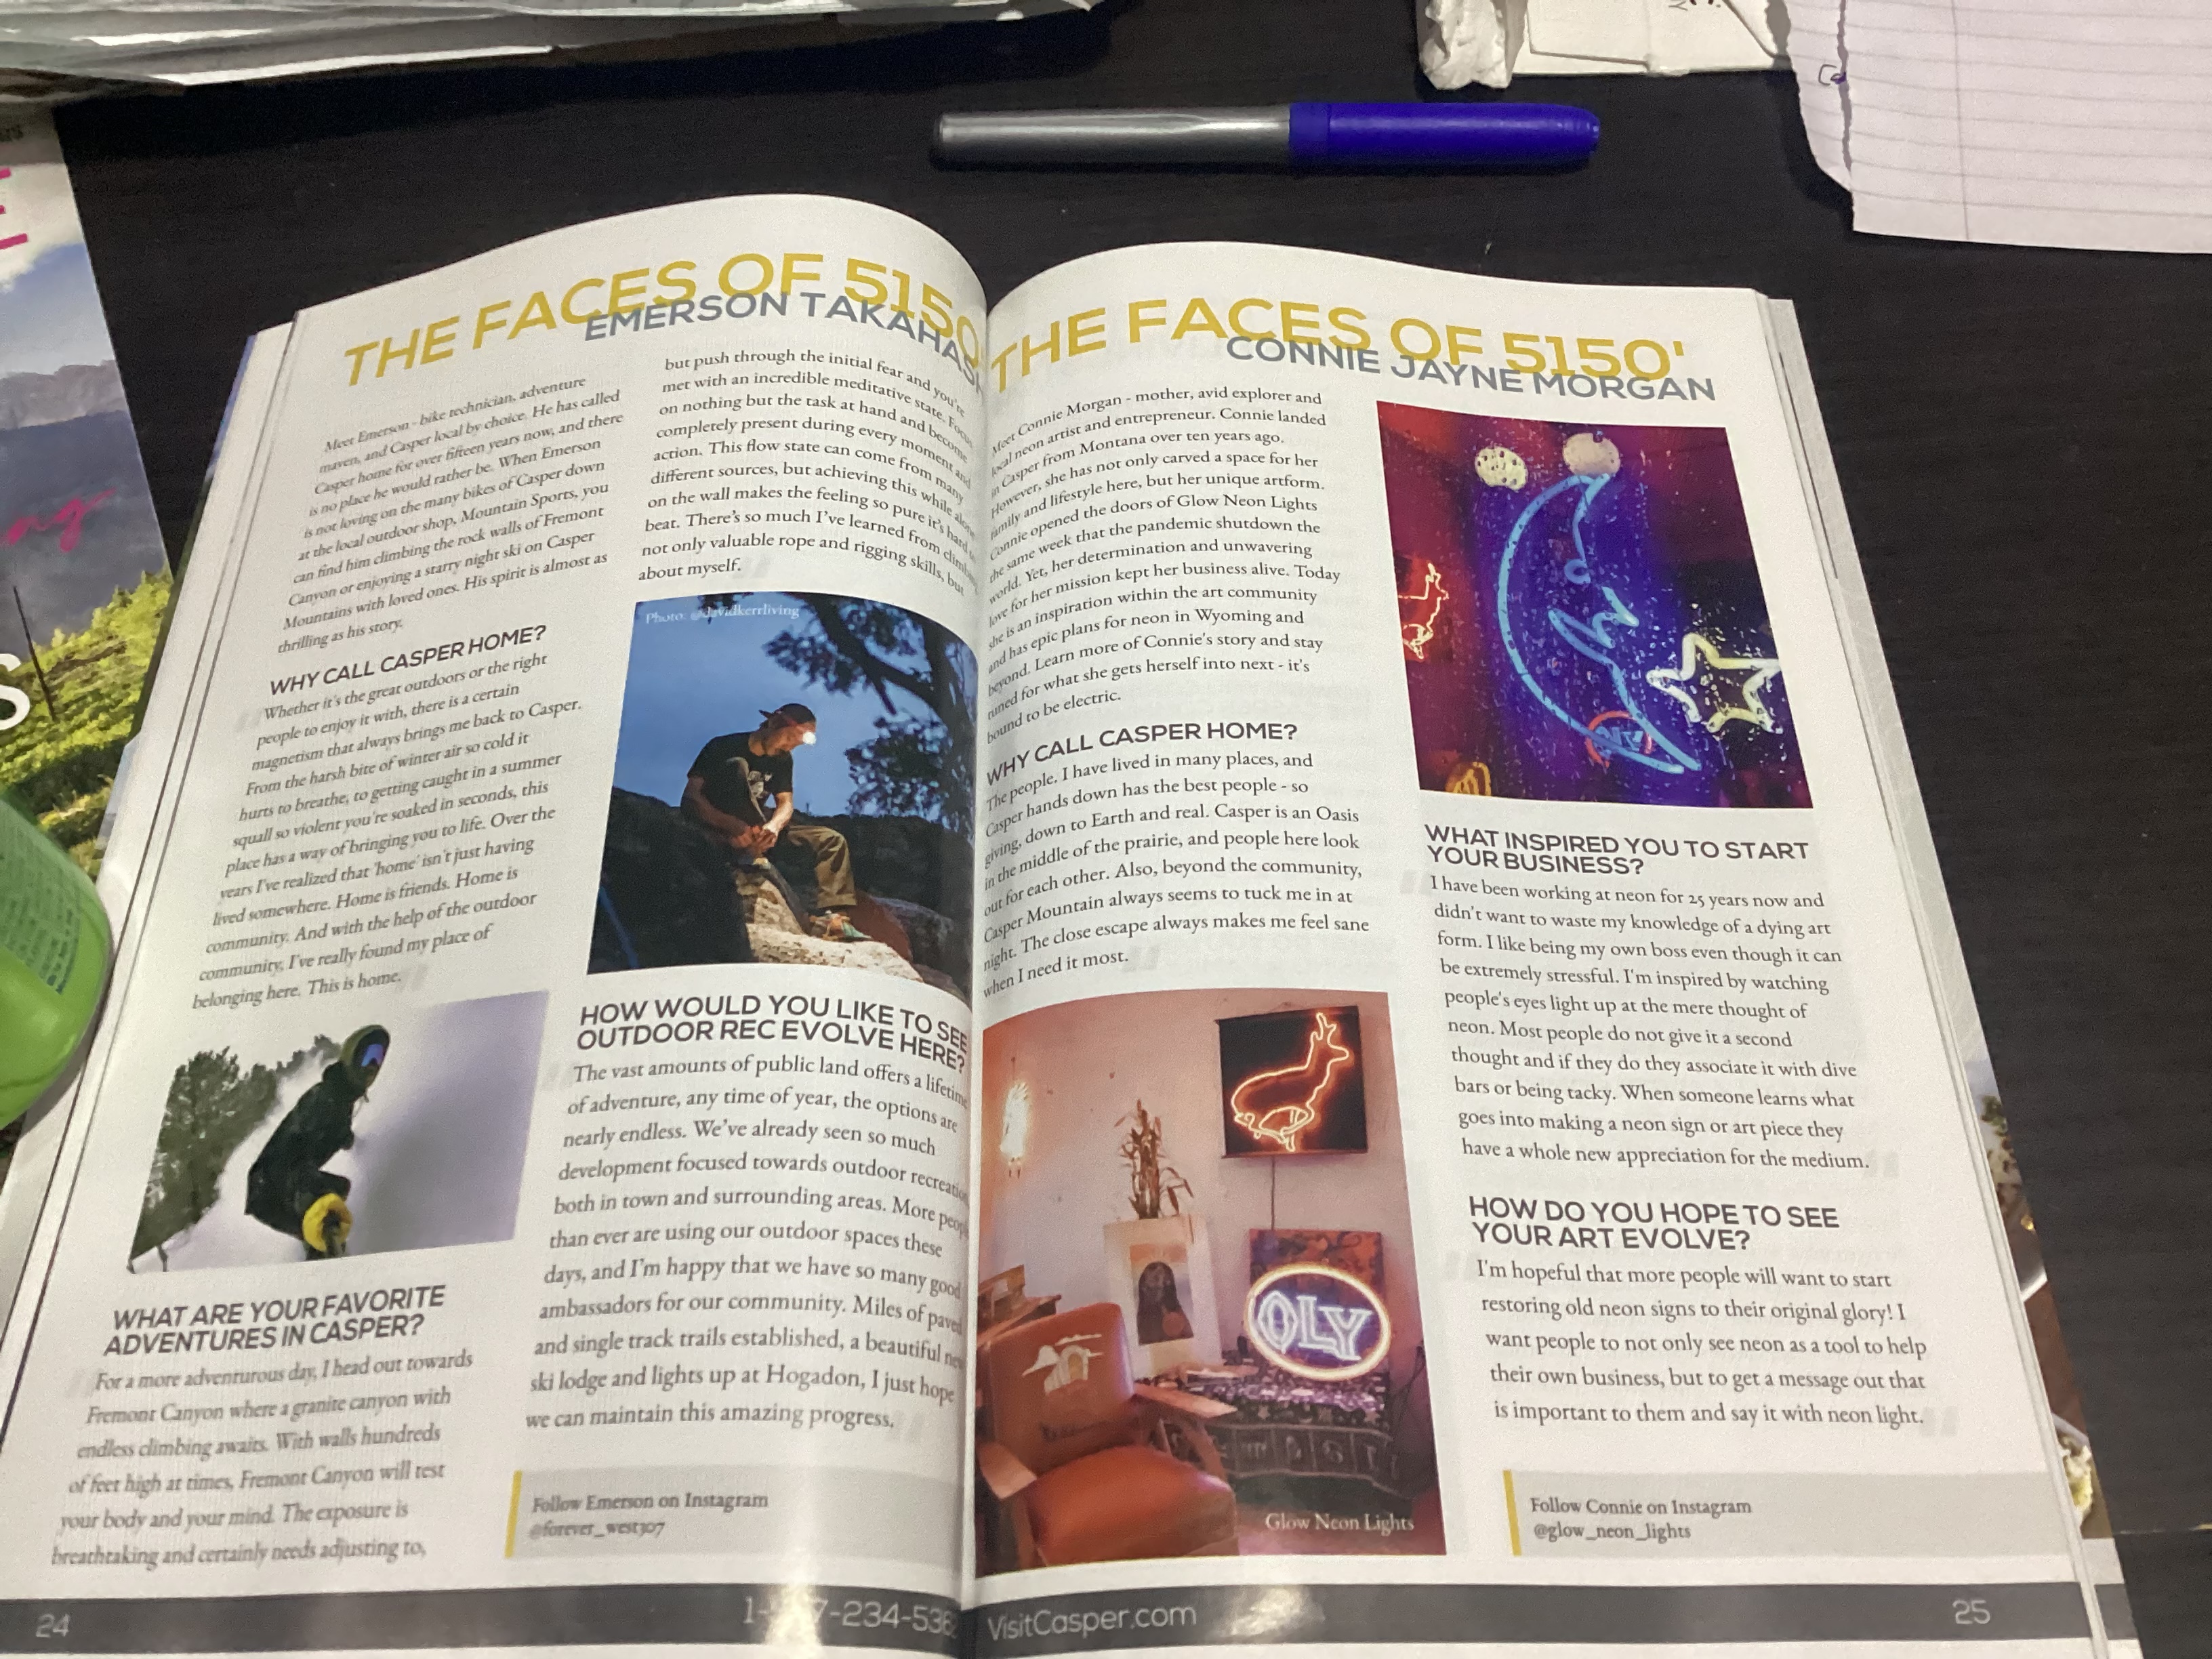 THE FACES OF 5150
EMERSON TAKAHAS
Meet Emerson - bike technician, adventure
maven, and Casper local by choice. He has called
Casper home for over fifteen years now, and there
is no place he would rather be. When Emerson
is not loving on the many bikes of Casper down
at the local outdoor shop, Mountain Sports, you
can find him climbing the rock walls of Fremont
Canyon or enjoying a starry night ski on Casper
Mountains with loved ones. His spirit is almost as
thrilling as his story.
WHY CALL CASPER HOME?
Whether it's the great outdoors or the right
people to enjoy it with, there is a certain
magnetism that always brings me back to Casper.
From the harsh bite of winter air so cold it
hurts to breathe, to getting caught in a summer
squall so violent you're soaked in seconds, this
place has a way of bringing you to life. Over the
years I've realized that 'home' isn't just having
lived somewhere. Home is friends. Home is
community. And with the help of the outdoor
community, I've really found my place of
belonging here. This is home.
WHAT ARE YOUR FAVORITE
ADVENTURES IN CASPER?
For a more adventurous day, I head out towards
Fremont Canyon where a granite canyon with
endless climbing awaits. With walls hundreds
of feet high at times, Fremont Canyon will test
your body and your mind. The exposure is
breathtaking and certainly needs adjusting to,
but push through the initial fear and you're
met with an incredible meditative state. Focus
on nothing but the task at hand and become
completely present during every moment and
action. This flow state can come from many
different sources, but achieving this while alone
on the wall makes the feeling so pure it's hard to
beat. There's so much I've learned from climbing
not only valuable rope and rigging skills, but
about myself.
Photo: @davidkerrliving
HOW WOULD YOU LIKE TO SEE
OUTDOOR REC EVOLVE HERE?
The vast amounts of public land offers a lifetime
of adventure, any time of year, the options are
nearly endless. We've already seen so much
development focused towards outdoor recreation
both in town and surrounding areas. More people
than ever are using our outdoor spaces these
days, and I'm happy that we have so many good
ambassadors for our community. Miles of paved
and single track trails established, a beautiful new
ski lodge and lights up at Hogadon, I just hope
we can maintain this amazing progress.
Follow Emerson on Instagram
@forever_west307
24
7-234-536
THE FACES OF 5150'
CONNIE JAYNE MORGAN
Meet Connie Morgan - mother, avid explorer and
local neon artist and entrepreneur. Connie landed
in Casper from Montana over ten years ago.
However, she has not only carved a space for her
family and lifestyle here, but her unique artform.
Connie opened the doors of Glow Neon Lights
the same week that the pandemic shutdown the
world. Yet, her determination and unwavering
love for her mission kept her business alive. Today
she is an inspiration within the art community
and has epic plans for neon in Wyoming and
beyond. Learn more of Connie's story and stay
tuned for what she gets herself into next - it's
bound to be electric.
WHY CALL CASPER HOME?
The people. I have lived in many places, and
Casper hands down has the best people - so
giving, down to Earth and real. Casper is an Oasis
in the middle of the prairie, and people here look
out for each other. Also, beyond the community,
Casper Mountain always seems to tuck me in at
night. The close escape always makes me feel sane
when I need it most.
OLY
Glow Neon Lights
WHAT INSPIRED YOU TO START
YOUR BUSINESS?
I have been working at neon for 25 years now and
didn't want to waste my knowledge of a dying art
form. I like being my own boss even though it can
be extremely stressful. I'm inspired by watching
people's eyes light up at the mere thought of
neon. Most people do not give it a second
thought and if they do they associate it with dive
bars or being tacky. When someone learns what
goes into making a neon sign or art piece they
have a whole new appreciation for the medium.
HOW DO YOU HOPE TO SEE
YOUR ART EVOLVE?
I'm hopeful that more people will want to start
restoring old neon signs to their original glory! I
want people to not only see neon as a tool to help
their own business, but to get a message out that
is important to them and say it with neon light.
Follow Connie on Instagram
@glow_neon_lights
VisitCasper.com
25